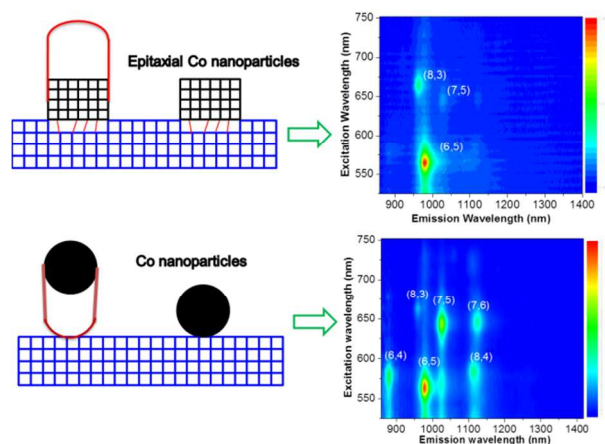 Epitaxial Co nanoparticles
Excitation Wavelength (nm)
750
700
650
600
550
(8,3)
(7,5)
(6,5)
900 1000 1100 1200 1300 1400
Emission Wavelength (nm)
Co nanoparticles
Excitation wavelength (nm)
750
700
650
600
550
(8,3)
(7,5)
(7,6)
(6,4)
(6,5)
(8,4)
900 1000 1100 1200 1300 1400
Emission wavelength (nm)